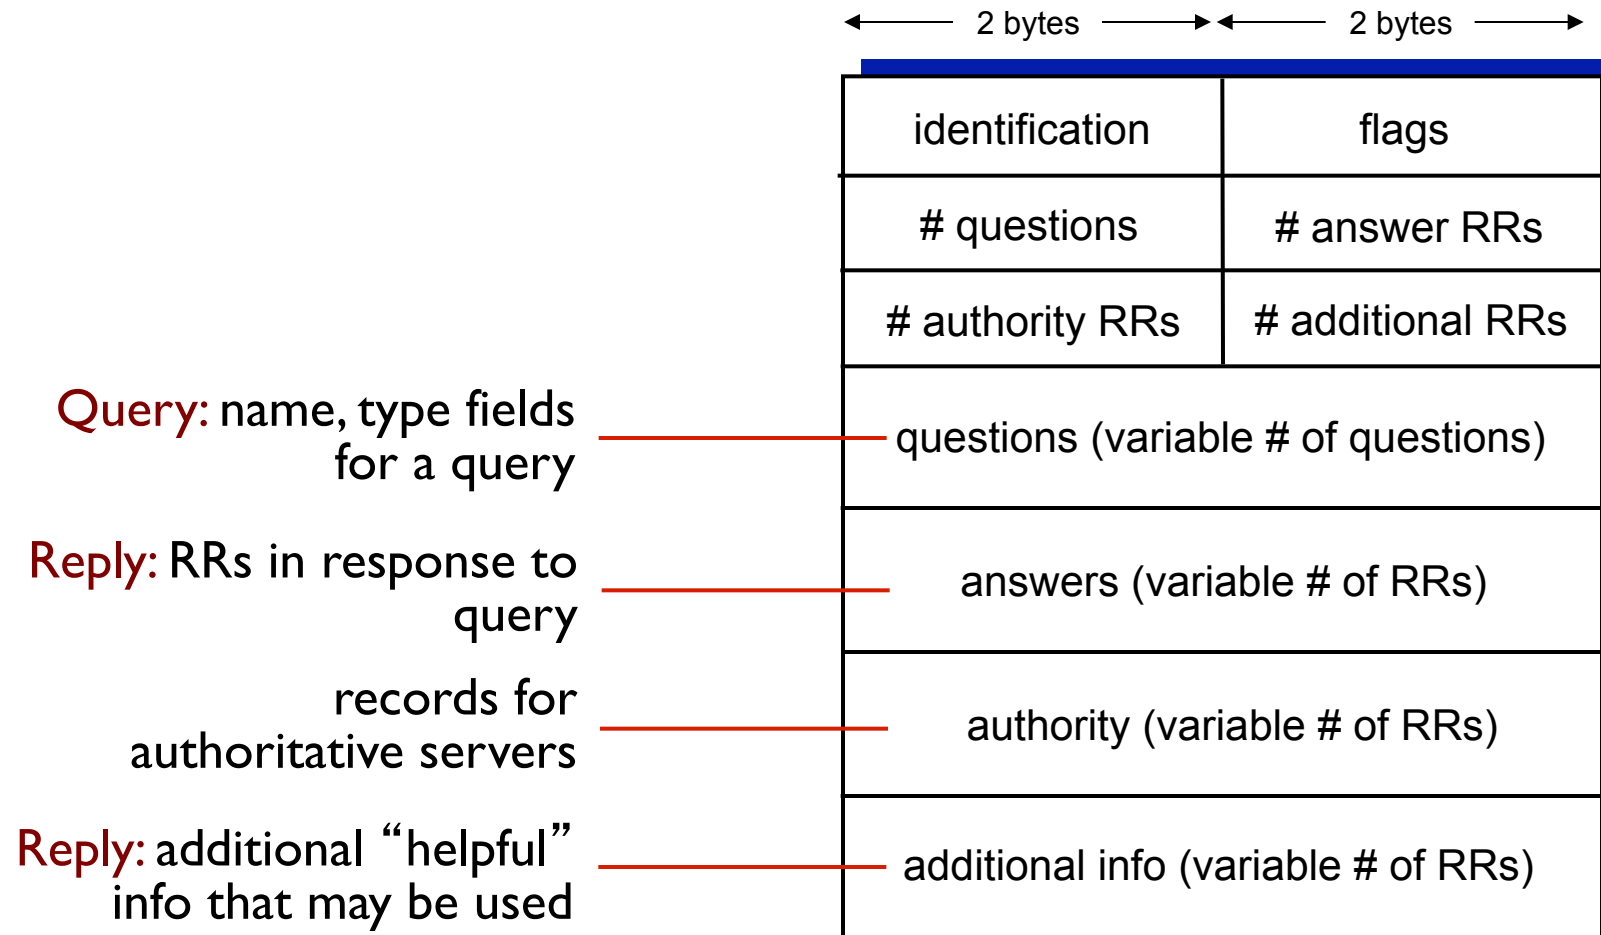 2 bytes 2 bytes
identification flags
# questions # answer RRs
# authority RRs # additional RRs
Query: name, type fields
for a query
questions (variable # of questions)
Reply: RRs in response to
query
answers (variable # of RRs)
records for
authoritative servers
authority (variable # of RRs)
Reply: additional “helpful”
info that may be used
additional info (variable # of RRs)